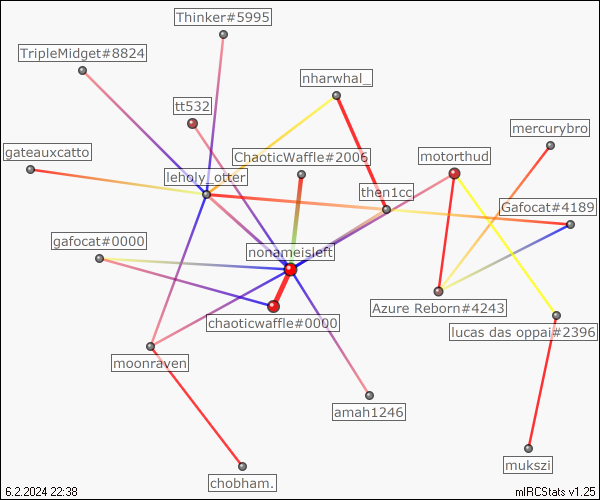 Thinker#5995
TripleMidget#8824
nharwhal_
tt532
mercurybro
gateauxcatto
ChaoticWaffle#2006
motorthud
leholy_otter
then1cc
Gafocat#4189
gafocat#0000
nonameisleft
Azure Reborn#4243
chaoticwaffle#0000
lucas das oppai#2396
moonraven
amah1246
mukszi
chobham.
6.2.2024 22:38
mIRCStats v1.25